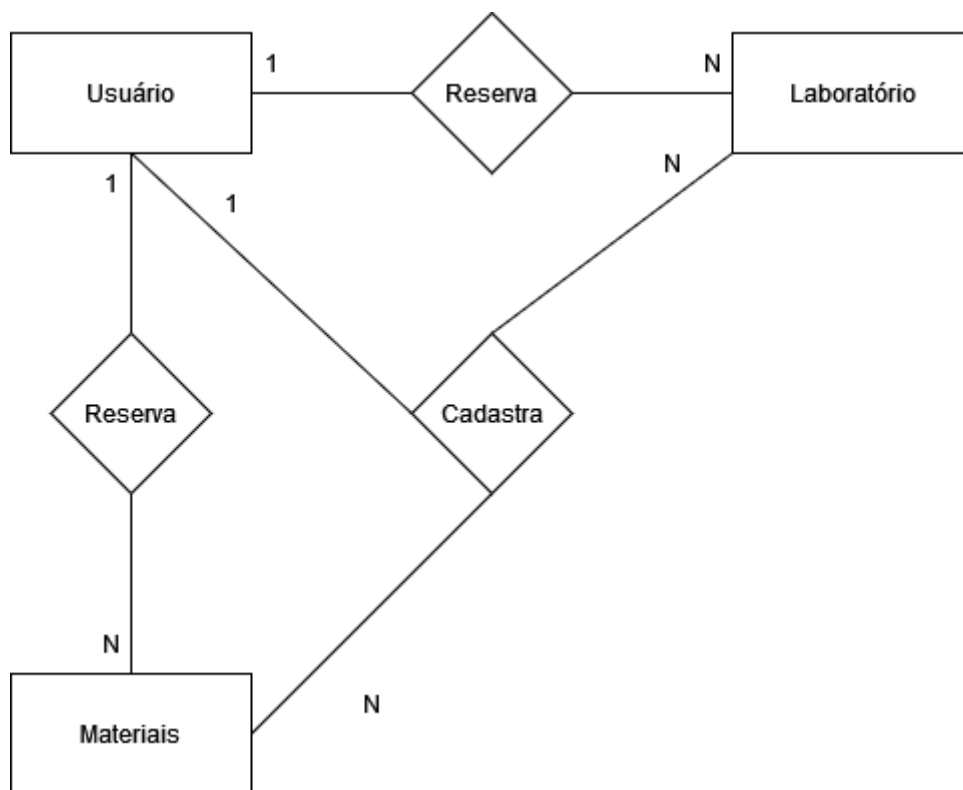 1
N
Usuário
Reserva
Laboratório
1
1
N
Reserva
Cadastra
N
N
Materiais